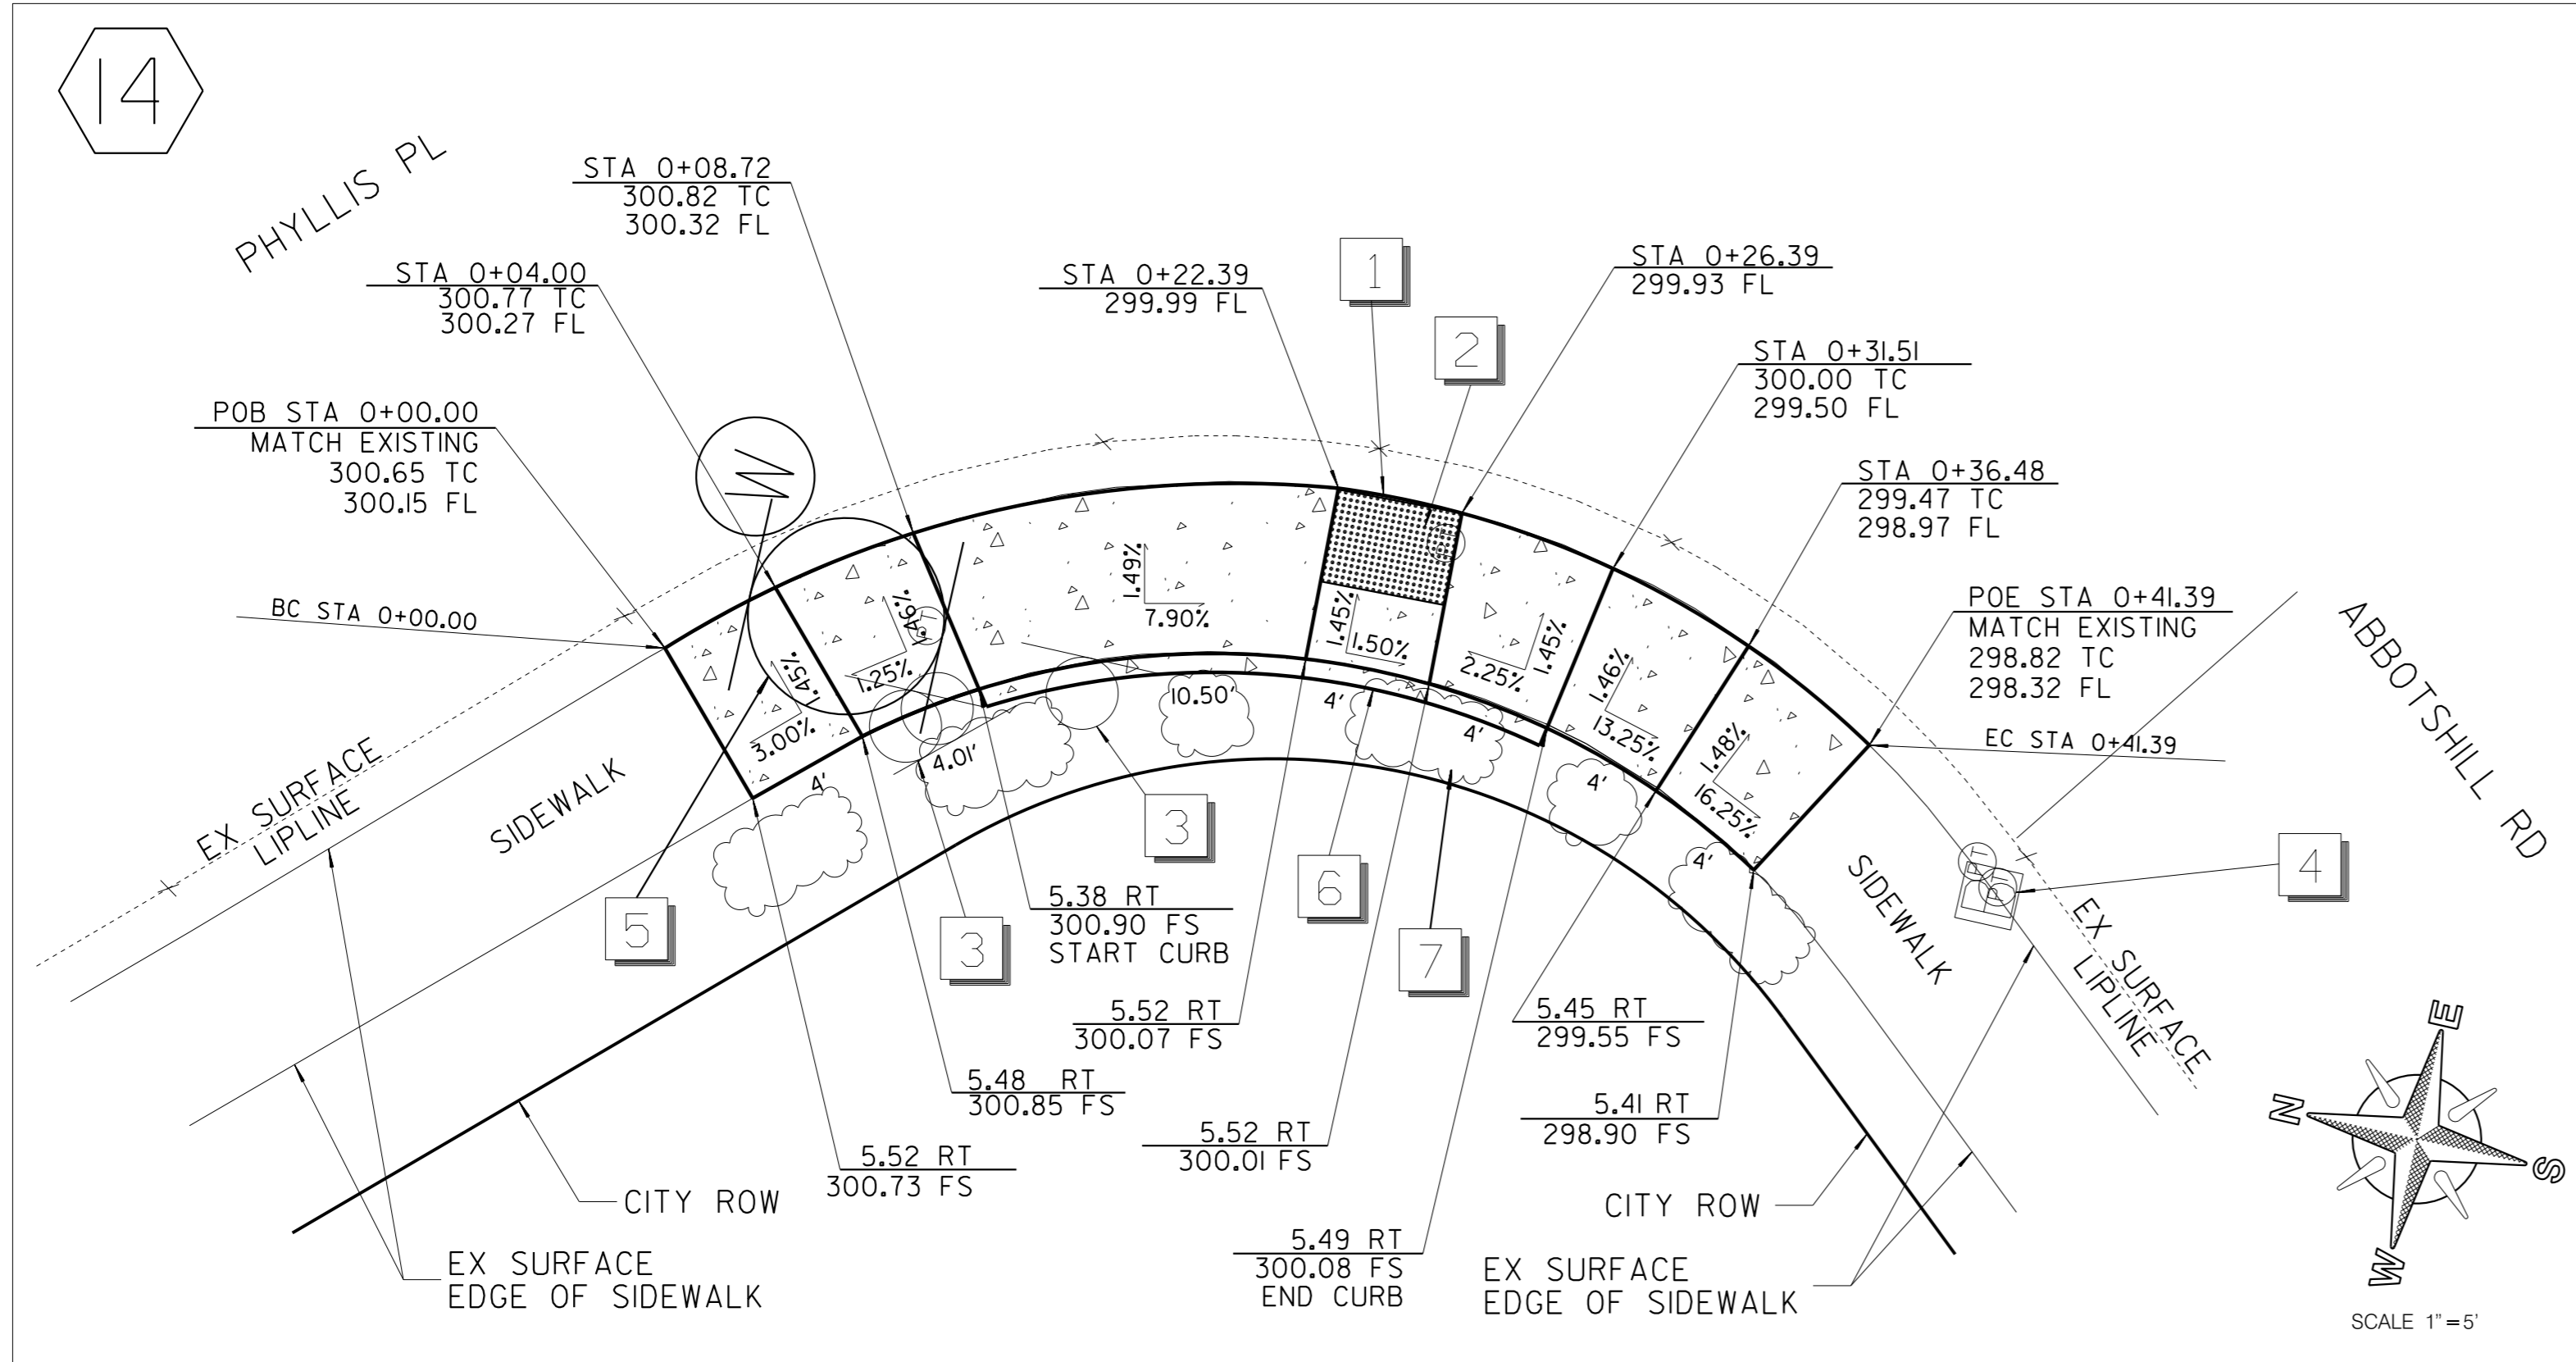 14
PHYLLIS PL
STA 0+08.72
300.82 TC
300.32 FL
STA 0+04.00
300.77 TC
300.27 FL
POB STA 0+00.00
MATCH EXISTING
300.65 TC
300.15 FL
BC STA 0+00.00
STA 0+22.39
299.99 FL
1
2
STA 0+26.39
299.93 FL
STA 0+31.51
300.00 TC
299.50 FL
STA 0+36.48
299.47 TC
298.97 FL
POE STA 0+41.39
MATCH EXISTING
298.82 TC
298.32 FL
EC STA 0+41.39
ABBOTSHILL RD
W
1.45%
3.00%
1.46%
1.25%
1.49%
7.90%
1.45%
1.50%
1.45%
2.25%
1.46%
13.25%
1.48%
16.25%
4'
4.01'
10.50'
4'
4'
4'
EX SURFACE
LIPLINE
SIDEWALK
5
3
3
6
7
4
SIDEWALK
EX SURFACE
LIPLINE
5.38 RT
300.90 FS
START CURB
5.52 RT
300.07 FS
5.48 RT
300.85 FS
5.52 RT
300.73 FS
5.52 RT
300.01 FS
5.49 RT
300.08 FS
END CURB
5.45 RT
299.55 FS
5.41 RT
298.90 FS
CITY ROW
EX SURFACE
EDGE OF SIDEWALK
CITY ROW
EX SURFACE
EDGE OF SIDEWALK
E
N
S
W
SCALE 1"=5'